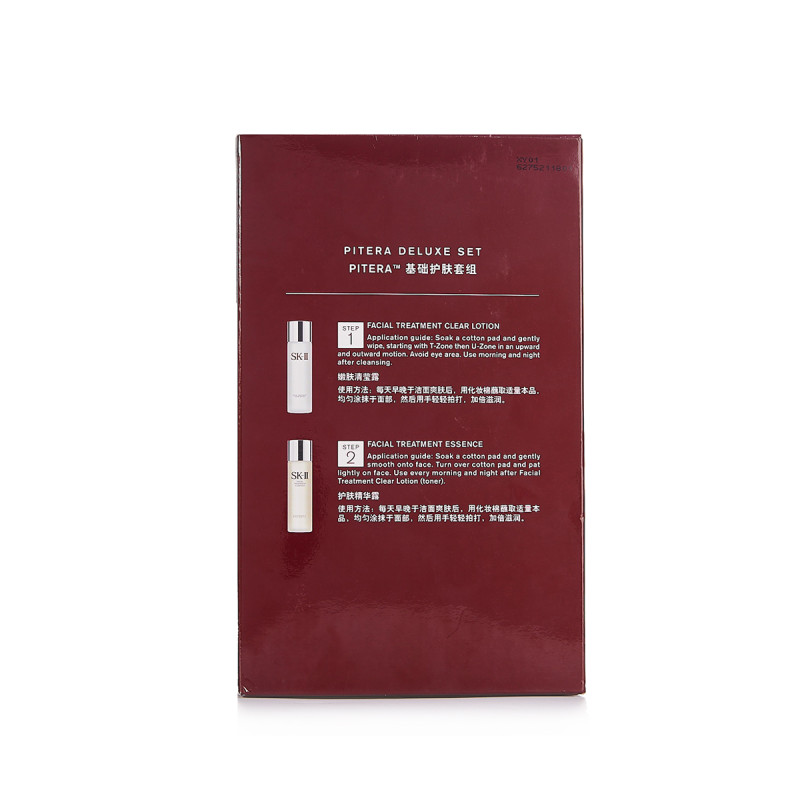 PITERA DELUXE SET
PITERA™ 基础护肤套组
SK-II
STEP
1
FACIAL TREATMENT CLEAR LOTION
Application guide: Soak a cotton pad and gently
wipe, starting with T-Zone then U-Zone in an upward
and outward motion. Avoid eye area. Use morning and night
after cleansing.
嫩肤清莹露
使用方法：每天早晚于洁面爽肤后，用化妆棉蘸取适量本品，
均匀涂抹于面部，然后用手轻轻拍打，加倍滋润。
SK-II
STEP
2
FACIAL TREATMENT ESSENCE
Application guide: Soak a cotton pad and gently
smooth onto face. Turn over cotton pad and pat
lightly on face. Use every morning and night after Facial
Treatment Clear Lotion (toner).
护肤精华露
使用方法：每天早晚于洁面爽肤后，用化妆棉蘸取适量本
品，均匀涂抹于面部，然后用手轻轻拍打，加倍滋润。